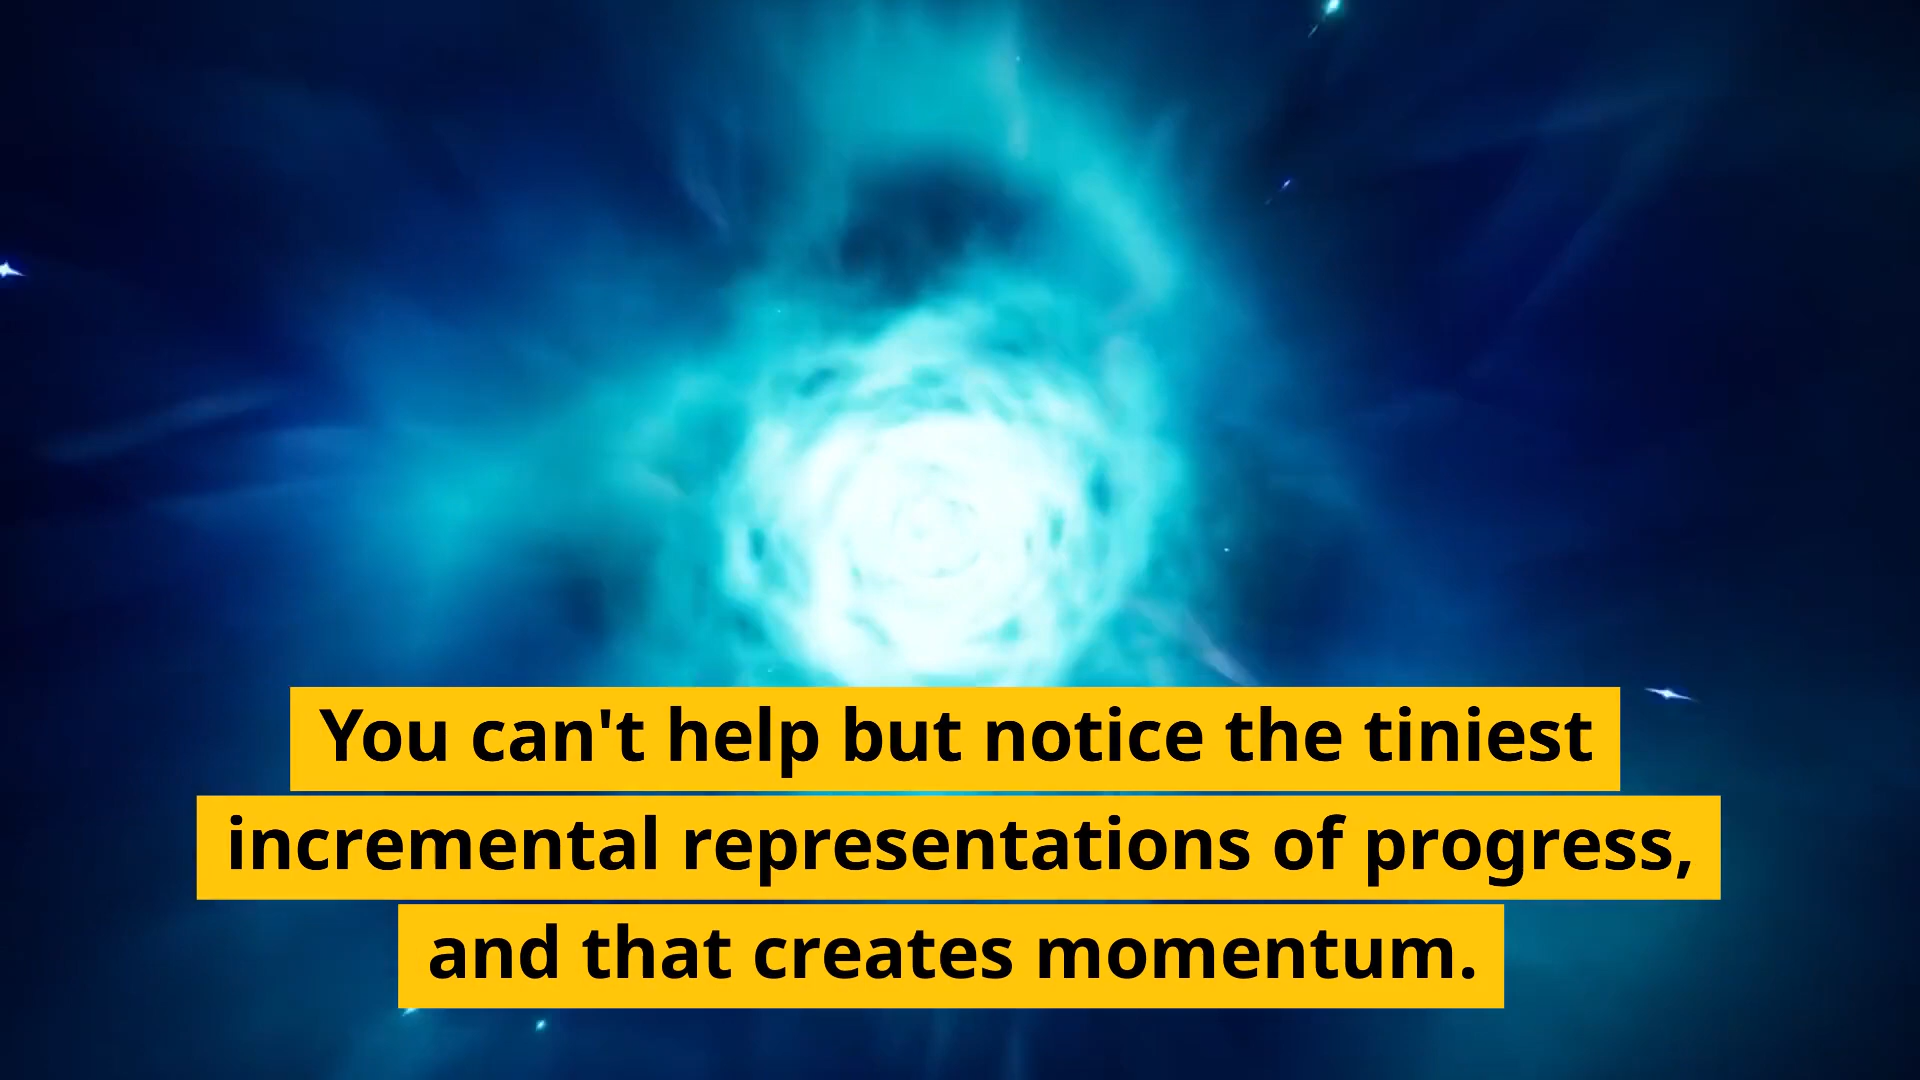 You can't help but notice the tiniest
incremental representations of progress,
and that creates momentum.